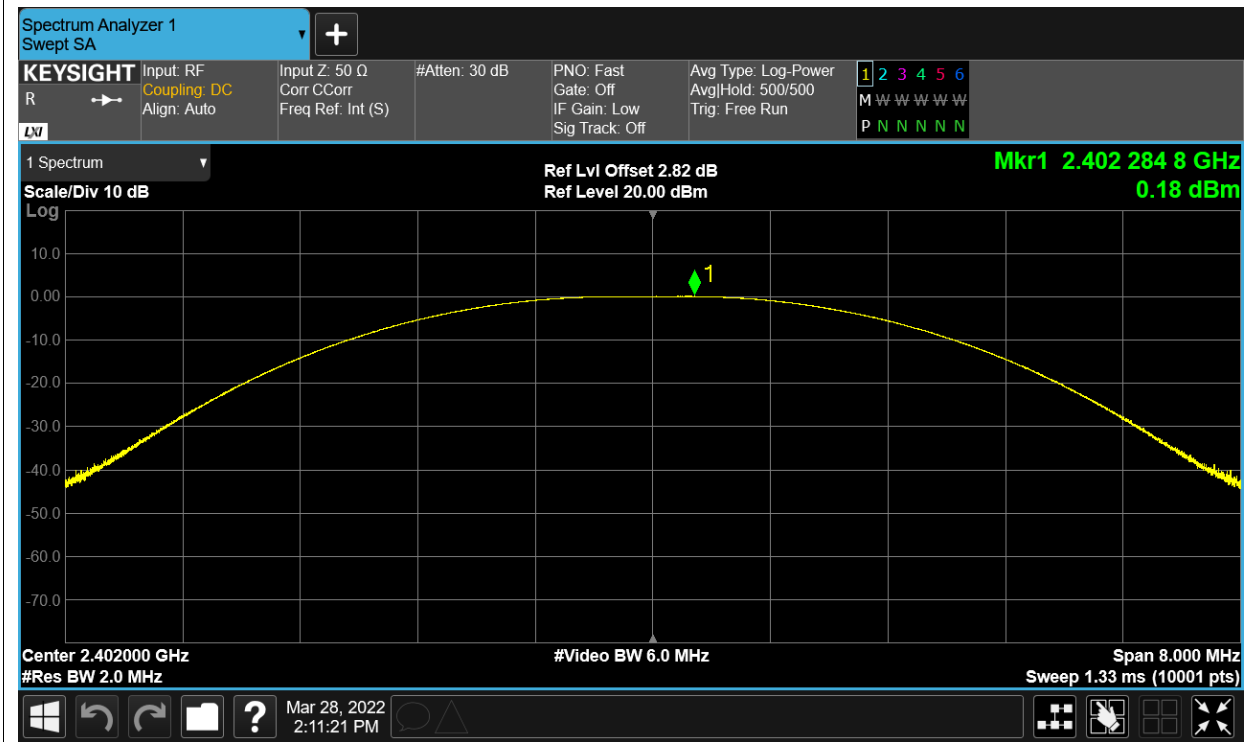 Spectrum Analyzer 1
Swept SA
KEYSIGHT
R
LXI
Input: RF
Coupling: DC
Align: Auto
Input Z: 50 Ω
Corr CCorr
Freq Ref: Int (S)
#Atten: 30 dB
PNO: Fast
Gate: Off
IF Gain: Low
Sig Track: Off
Avg Type: Log-Power
Avg|Hold: 500/500
Trig: Free Run
1 2 3 4 5 6
M W W W W W
P N N N N N
1 Spectrum
Scale/Div 10 dB
Log
Ref Lvl Offset 2.82 dB
Ref Level 20.00 dBm
Mkr1 2.402 284 8 GHz
0.18 dBm
10.0
0.00
-10.0
-20.0
-30.0
-40.0
-50.0
-60.0
-70.0
1
Center 2.402000 GHz
#Res BW 2.0 MHz
#Video BW 6.0 MHz
Span 8.000 MHz
Sweep 1.33 ms (10001 pts)
?
Mar 28, 2022
2:11:21 PM